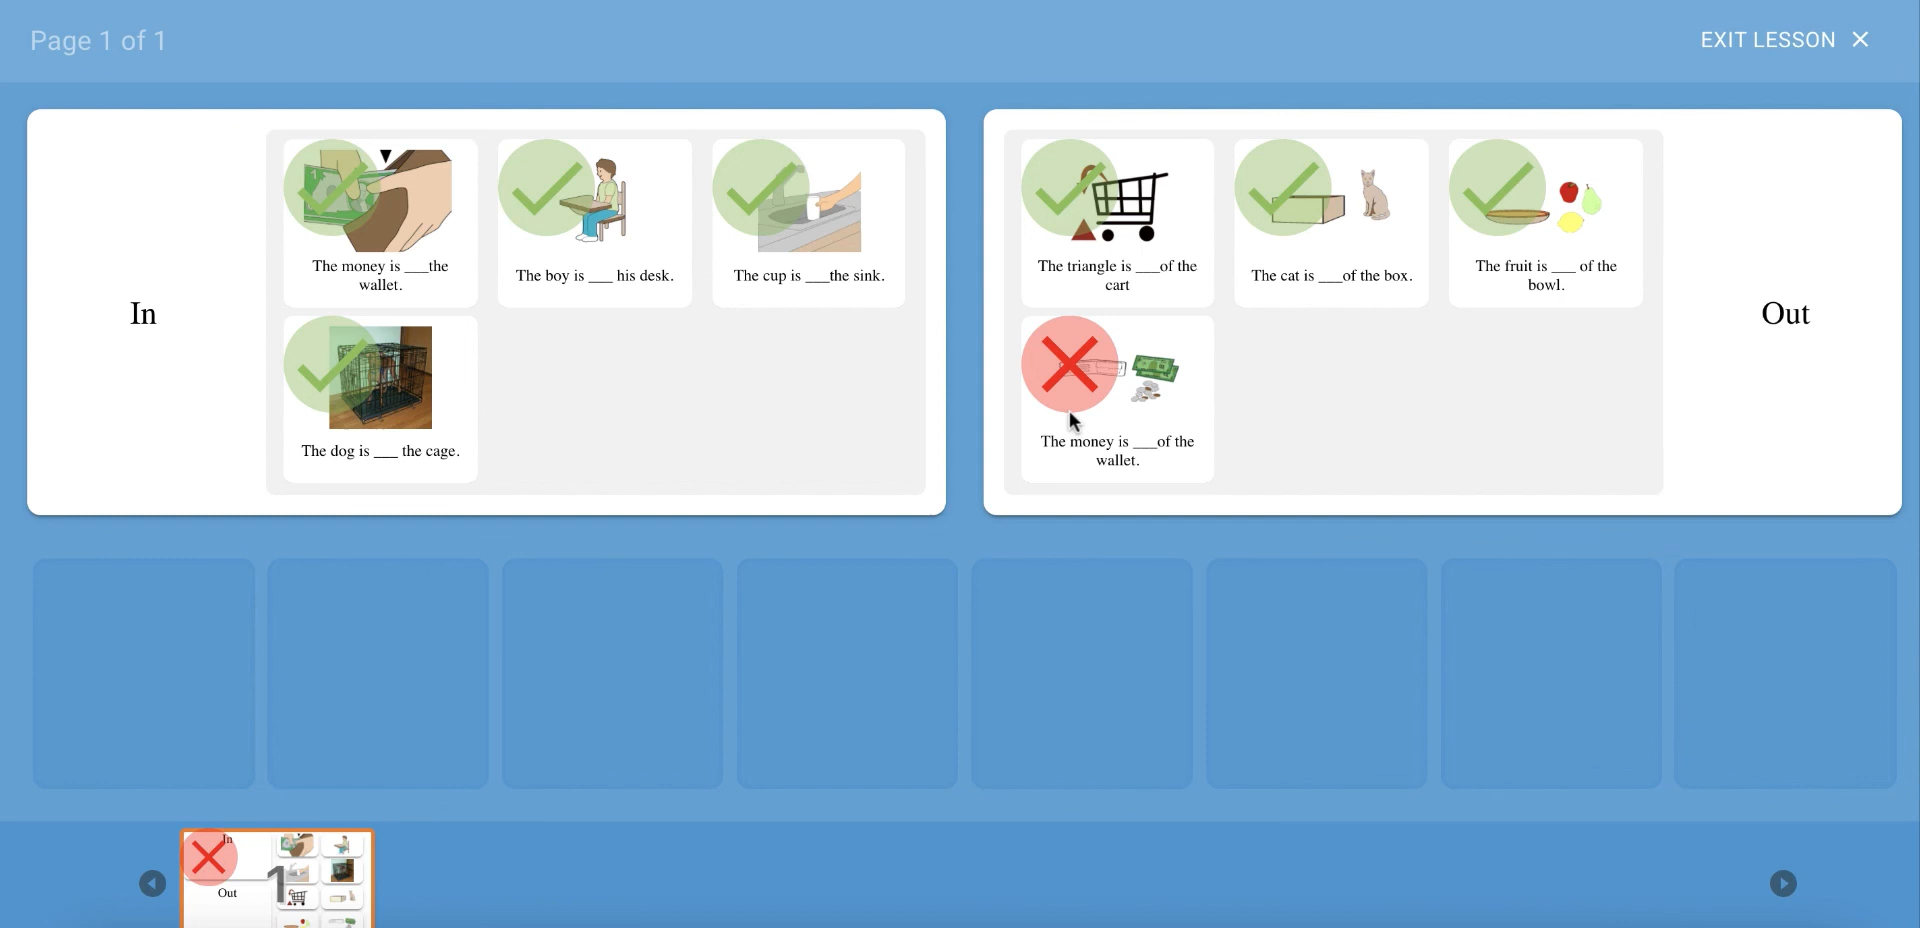 Page 1 of 1
EXIT LESSON
In
The money is ___the
wallet.
The boy is ___ his desk.
The cup is ___the sink.
The dog is ___ the cage.
The triangle is ___of the
cart
The cat is ___of the box.
The fruit is ___ of the
bowl.
The money is ___of the
wallet.
Out
In
1
Out